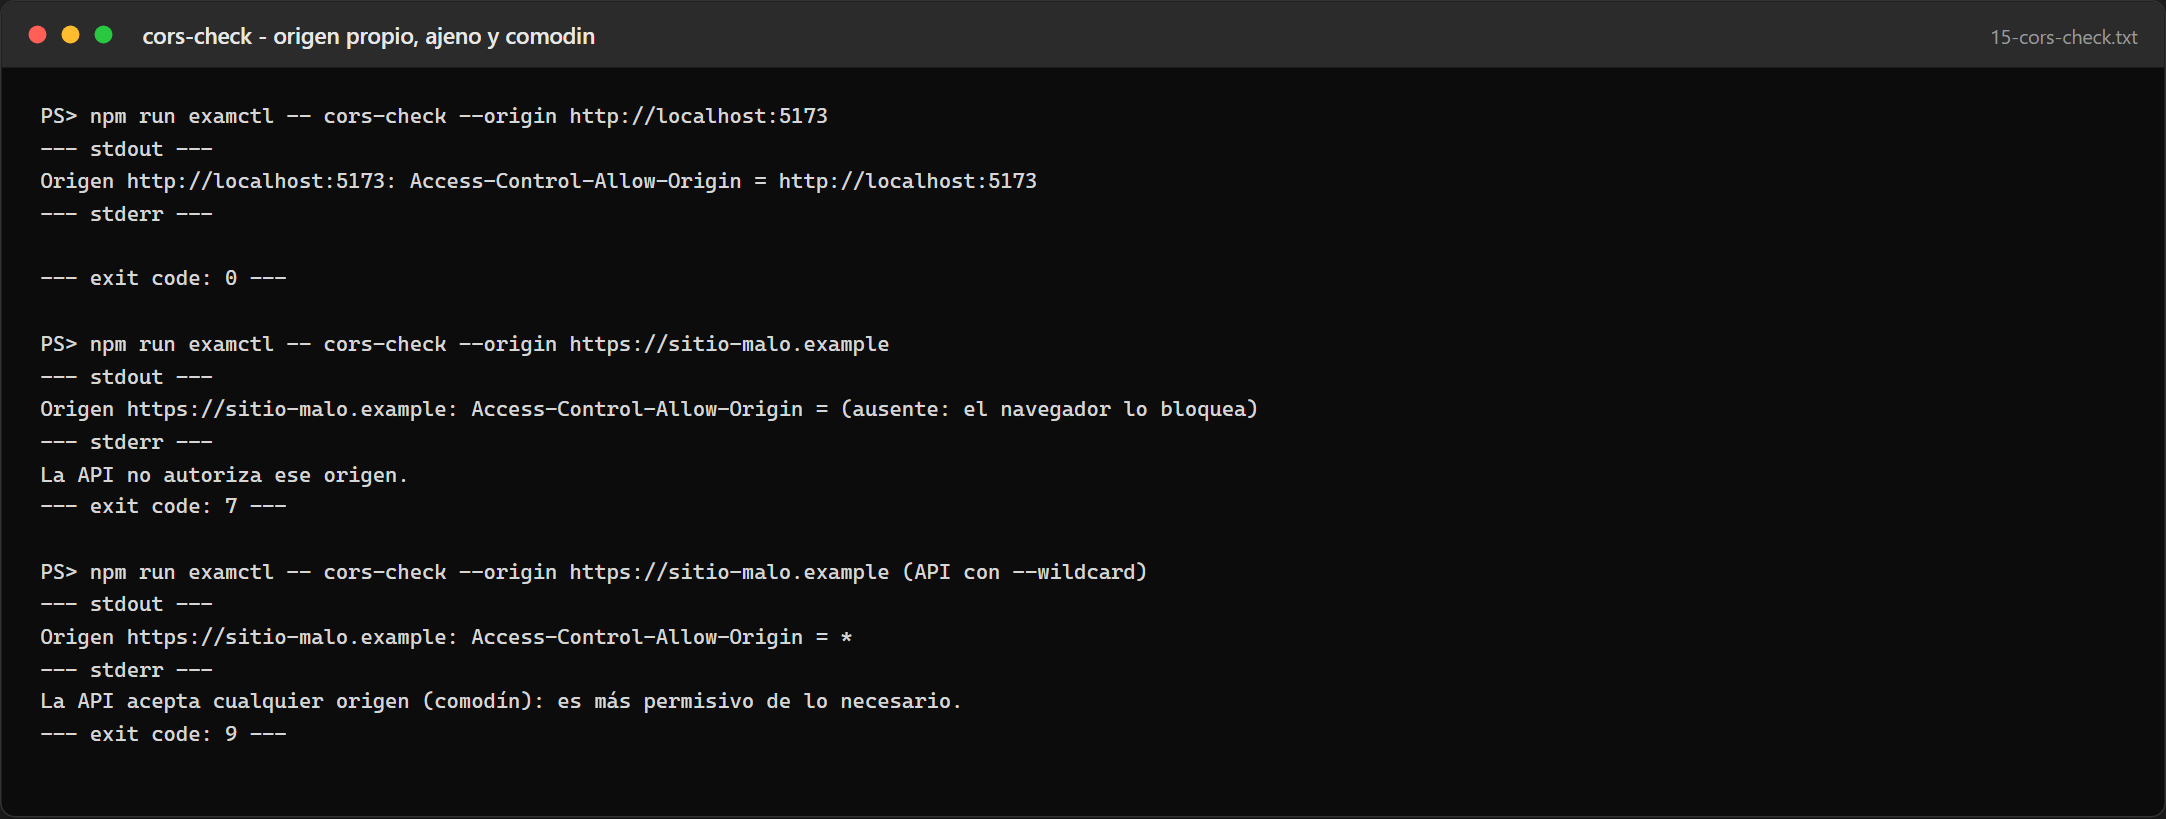 cors-check - origen propio, ajeno y comodin
15-cors-check.txt
PS> npm run examctl -- cors-check --origin http://localhost:5173
--- stdout ---
Origen http://localhost:5173: Access-Control-Allow-Origin = http://localhost:5173
--- stderr ---
--- exit code: 0 ---
PS> npm run examctl -- cors-check --origin https://sitio-malo.example
--- stdout ---
Origen https://sitio-malo.example: Access-Control-Allow-Origin = (ausente: el navegador lo bloquea)
--- stderr ---
La API no autoriza ese origen.
--- exit code: 7 ---
PS> npm run examctl -- cors-check --origin https://sitio-malo.example (API con --wildcard)
--- stdout ---
Origen https://sitio-malo.example: Access-Control-Allow-Origin = *
--- stderr ---
La API acepta cualquier origen (comodín): es más permisivo de lo necesario.
--- exit code: 9 ---